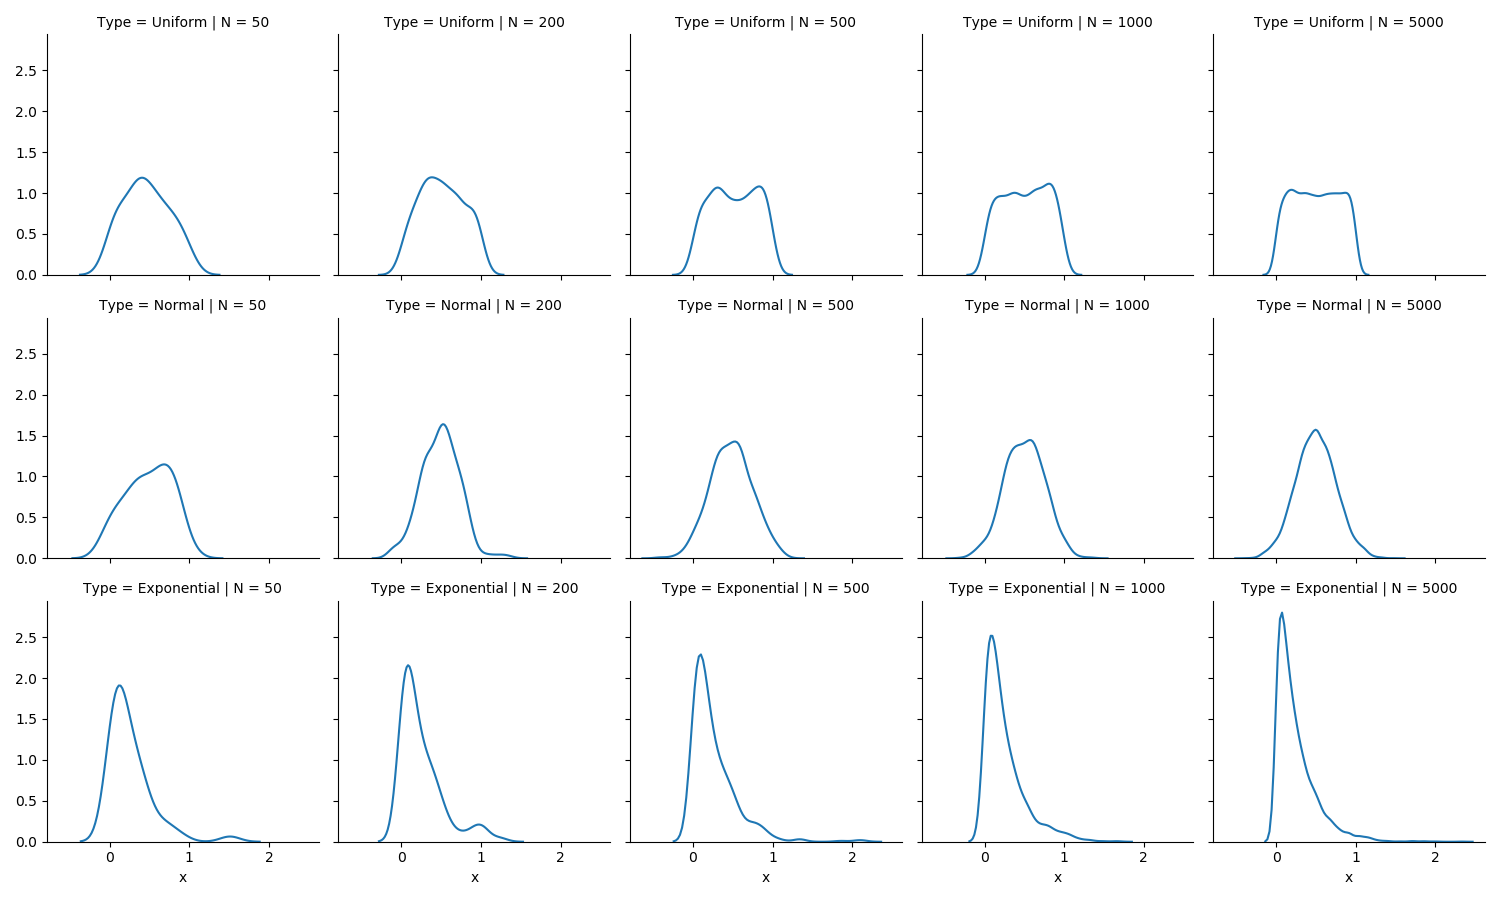 Type = Uniform | N = 50
Type = Uniform | N = 200
Type = Uniform | N = 500
Type = Uniform | N = 1000
Type = Uniform | N = 5000
2.5
2.0
1.5
1.0
0.5
0.0
Type = Normal | N = 50
Type = Normal | N = 200
Type = Normal | N = 500
Type = Normal | N = 1000
Type = Normal | N = 5000
2.5
2.0
1.5
1.0
0.5
0.0
Type = Exponential | N = 50
Type = Exponential | N = 200
Type = Exponential | N = 500
Type = Exponential | N = 1000
Type = Exponential | N = 5000
2.5
2.0
1.5
1.0
0.5
0.0
0 1 2
0 1 2
0 1 2
0 1 2
0 1 2
x
x
x
x
x